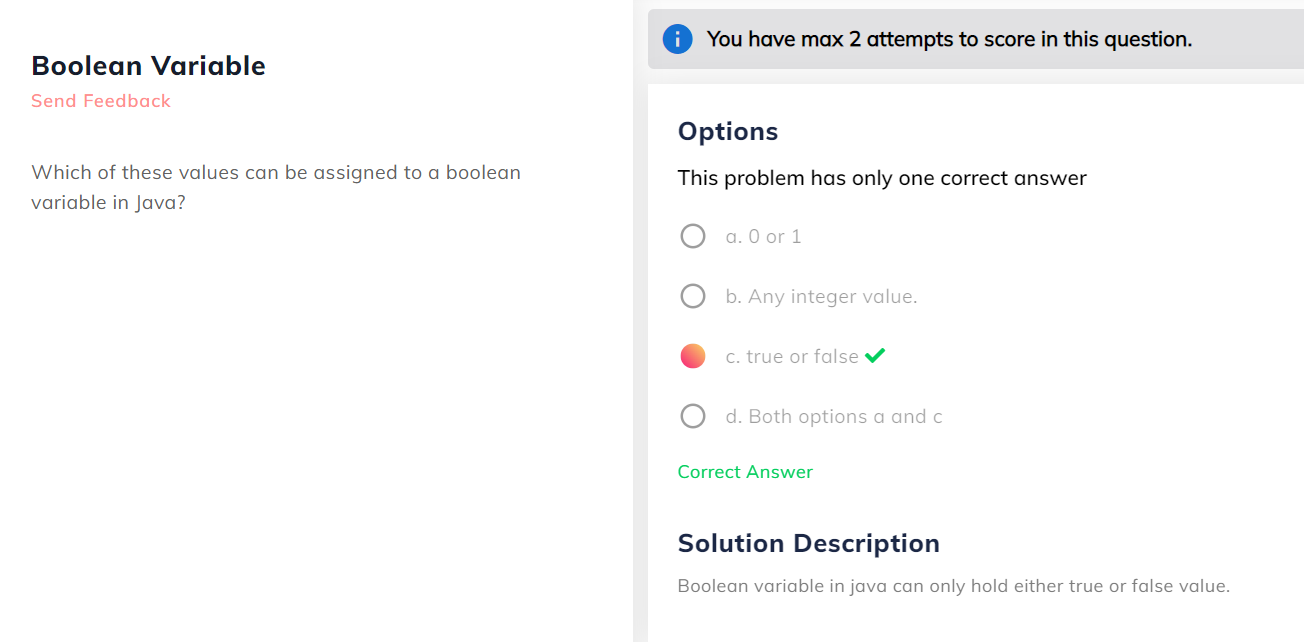 Boolean Variable
Send Feedback
Which of these values can be assigned to a boolean
variable in Java?
You have max 2 attempts to score in this question.
Options
This problem has only one correct answer
a. 0 or 1
b. Any integer value.
c. true or false
d. Both options a and c
Correct Answer
Solution Description
Boolean variable in java can only hold either true or false value.